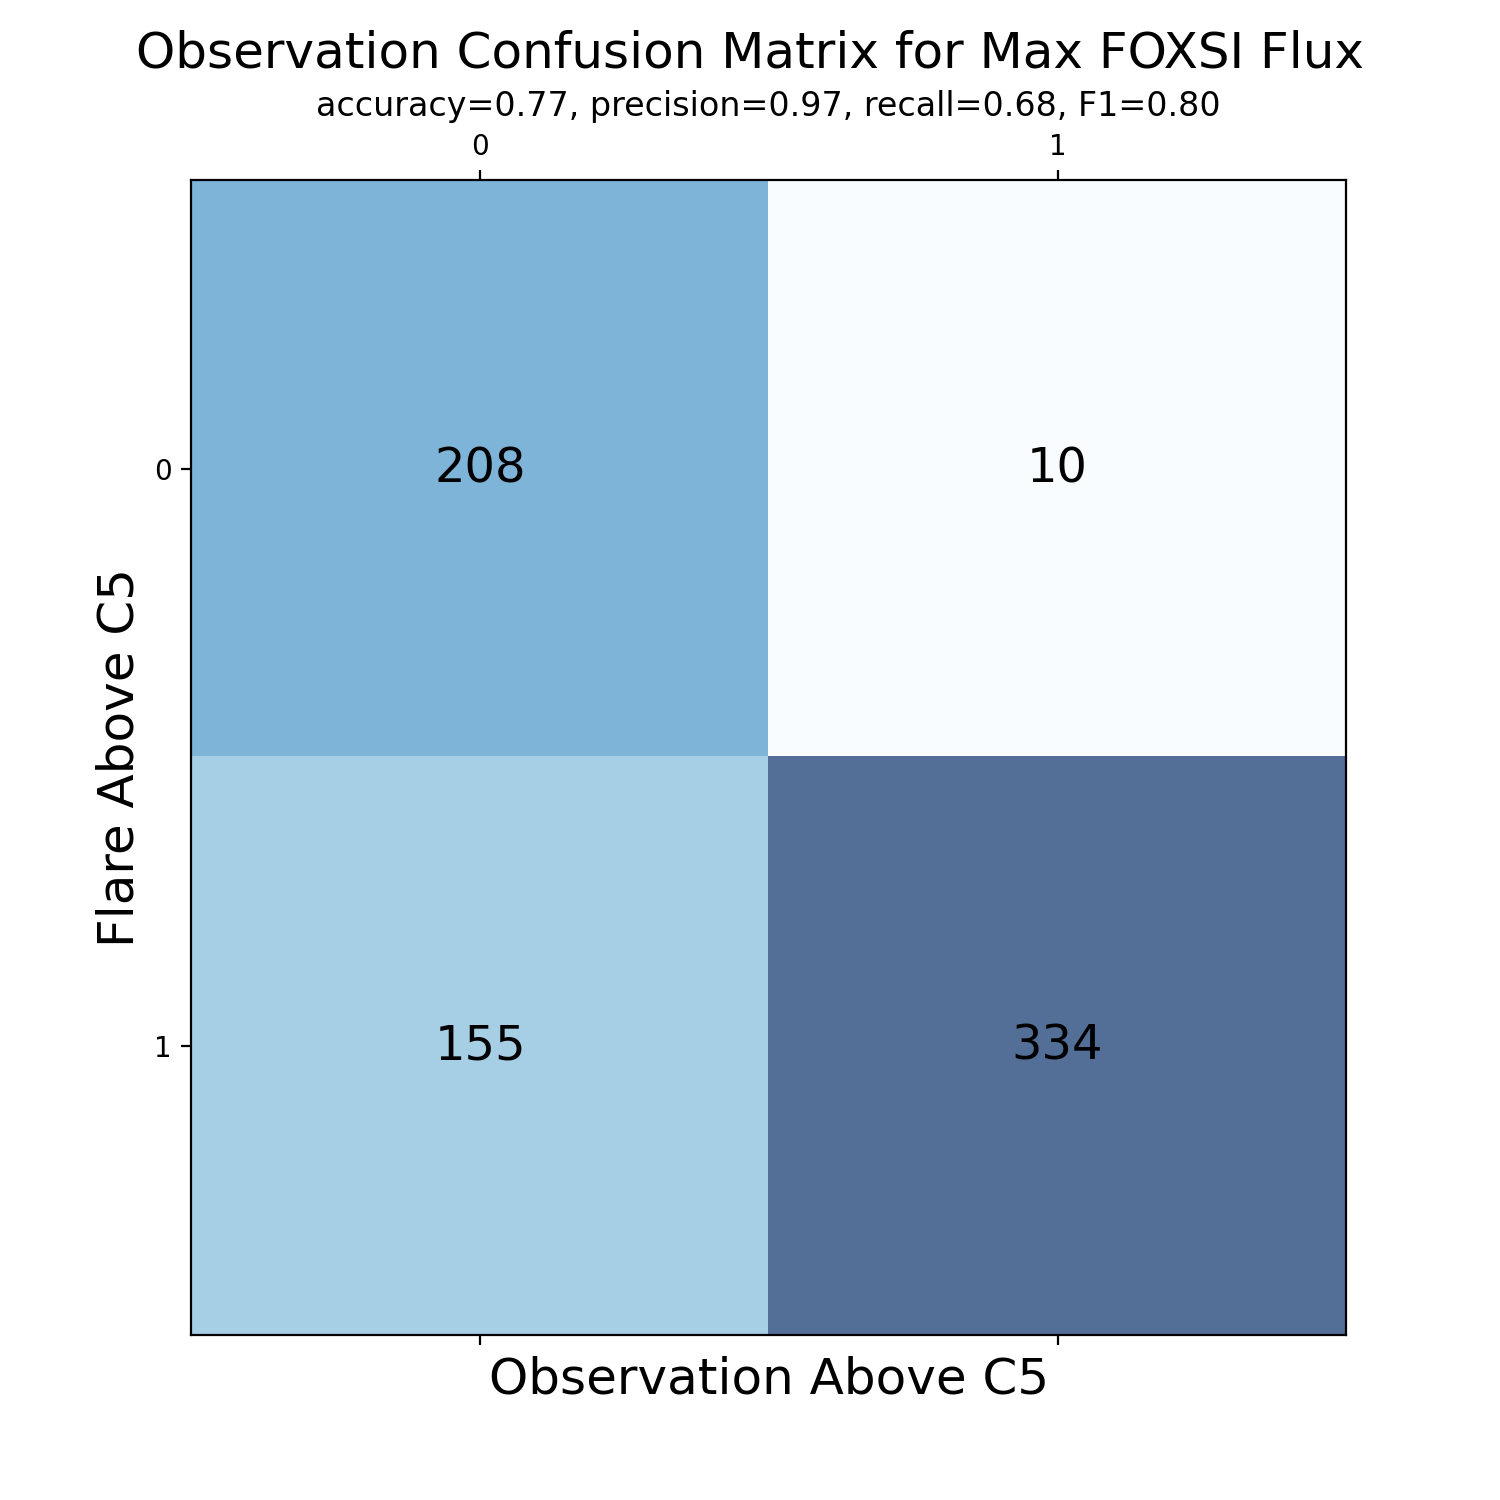 Observation Confusion Matrix for Max FOXSI Flux
accuracy=0.77, precision=0.97, recall=0.68, F1=0.80
0 1
0 208 10
Flare Above C5
1 155 334
Observation Above C5